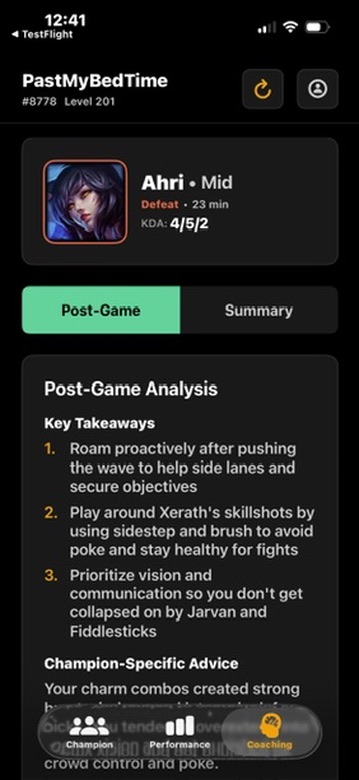 12:41
◀ TestFlight
PastMyBedTime
#8778 Level 201
Ahri • Mid
Defeat • 23 min
KDA: 4/5/2
Post-Game
Summary
Post-Game Analysis
Key Takeaways
1. Roam proactively after pushing
the wave to help side lanes and
secure objectives
2. Play around Xerath's skillshots by
using sidestep and brush to avoid
poke and stay healthy for fights
3. Prioritize vision and
communication so you don't get
collapsed on by Jarvan and
Fiddlesticks
Champion-Specific Advice
Your charm combos created strong
Champion
Performance
Coaching
crowd control and poke.